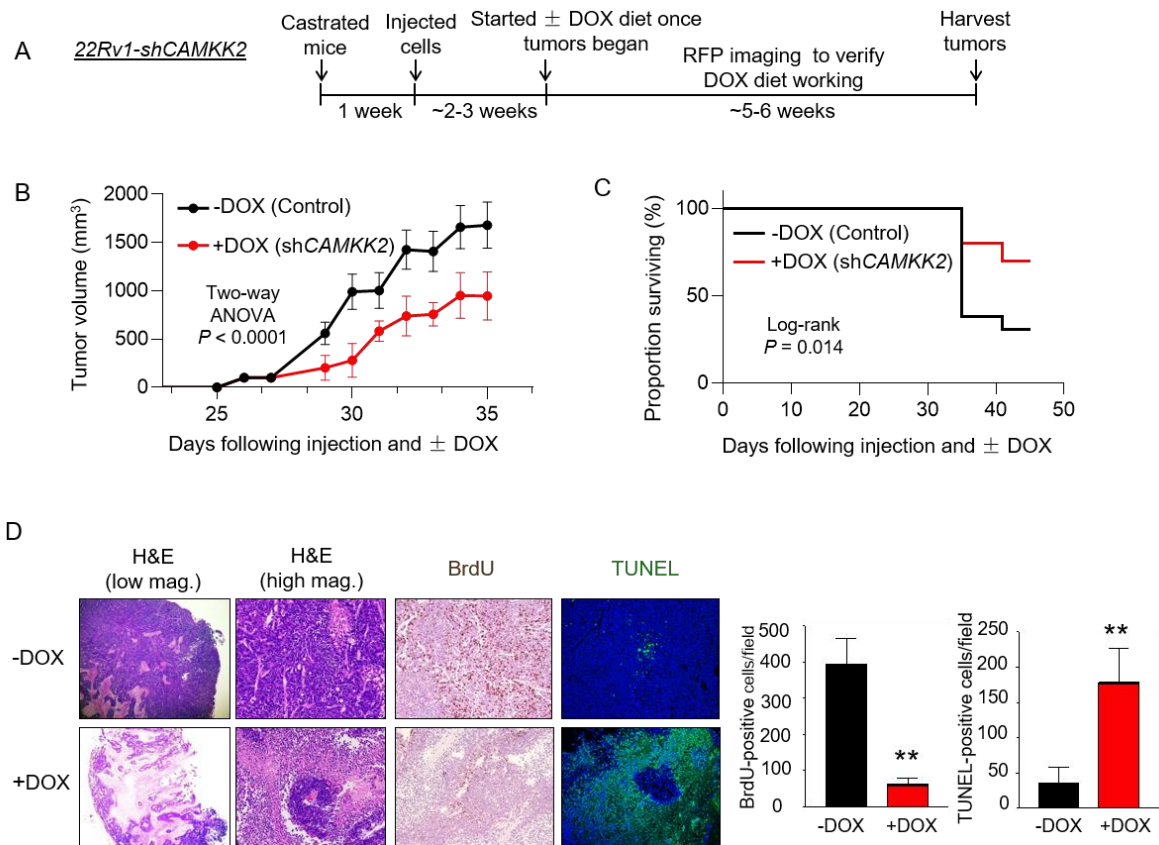 A
22Rv1-shCAMKK2
Castrated
mice
Injected
cells
Started ± DOX diet once
tumors began
RFP imaging to verify
DOX diet working
Harvest
tumors
1 week
~2-3 weeks
~5-6 weeks
B
Tumor volume (mm³)
2000
1500
1000
500
0
-DOX (Control)
+DOX (shCAMKK2)
Two-way
ANOVA
P < 0.0001
25
30
35
Days following injection and ± DOX
C
Proportion surviving (%)
100
50
0
-DOX (Control)
+DOX (shCAMKK2)
Log-rank
P = 0.014
0
10
20
30
40
50
Days following injection and ± DOX
D
H&E
(low mag.)
H&E
(high mag.)
BrdU
TUNEL
-DOX
+DOX
BrdU-positive cells/field
500
400
300
200
100
0
**
-DOX
+DOX
TUNEL-positive cells/field
250
200
150
100
50
0
**
-DOX
+DOX